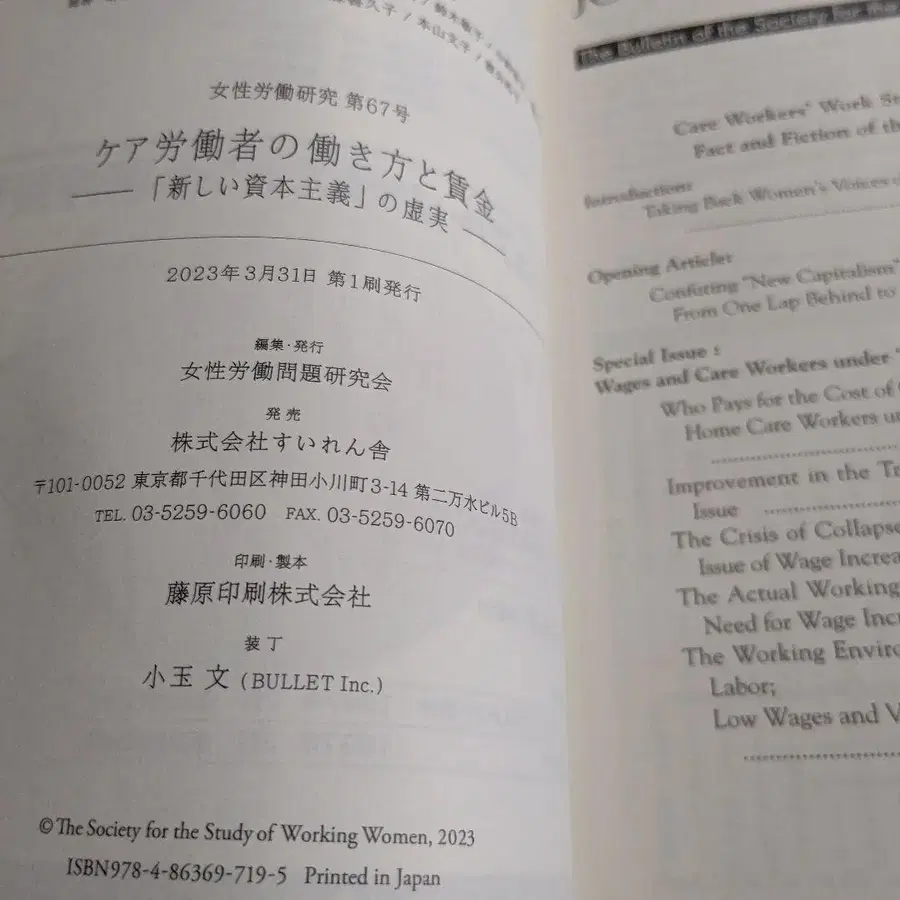 女性労働研究 第67号
ケア労働者の働き方と賃金
——「新しい資本主義」の虚実——
2023年3月31日 第1刷発行
編集·発行
女性労働問題研究会
発売
株式会社すいれん舎
〒101-0052 東京都千代田区神田小川町3-14 第二万水ビル5B
TEL. 03-5259-6060 FAX. 03-5259-6070
印刷·製本
藤原印刷株式会社
装丁
小玉 文 (BULLET Inc.)
© The Society for the Study of Working Women, 2023
ISBN978-4-86369-719-5 Printed in Japan
The Bulletin of the Society for the
Care Workers' Work
Fact and Fiction of
Introduction:
Taking Back Women's Voices
Opening Article:
Confuting "New Capitalism"
From One Lap Behind to
Special Issue :
Wages and Care Workers under
Who Pays for the Cost of
Home Care Workers
Improvement in the
Issue
The Crisis of Collapse
Issue of Wage
The Actual Working
Need for Wage
The Working
Labor;
Low Wages and